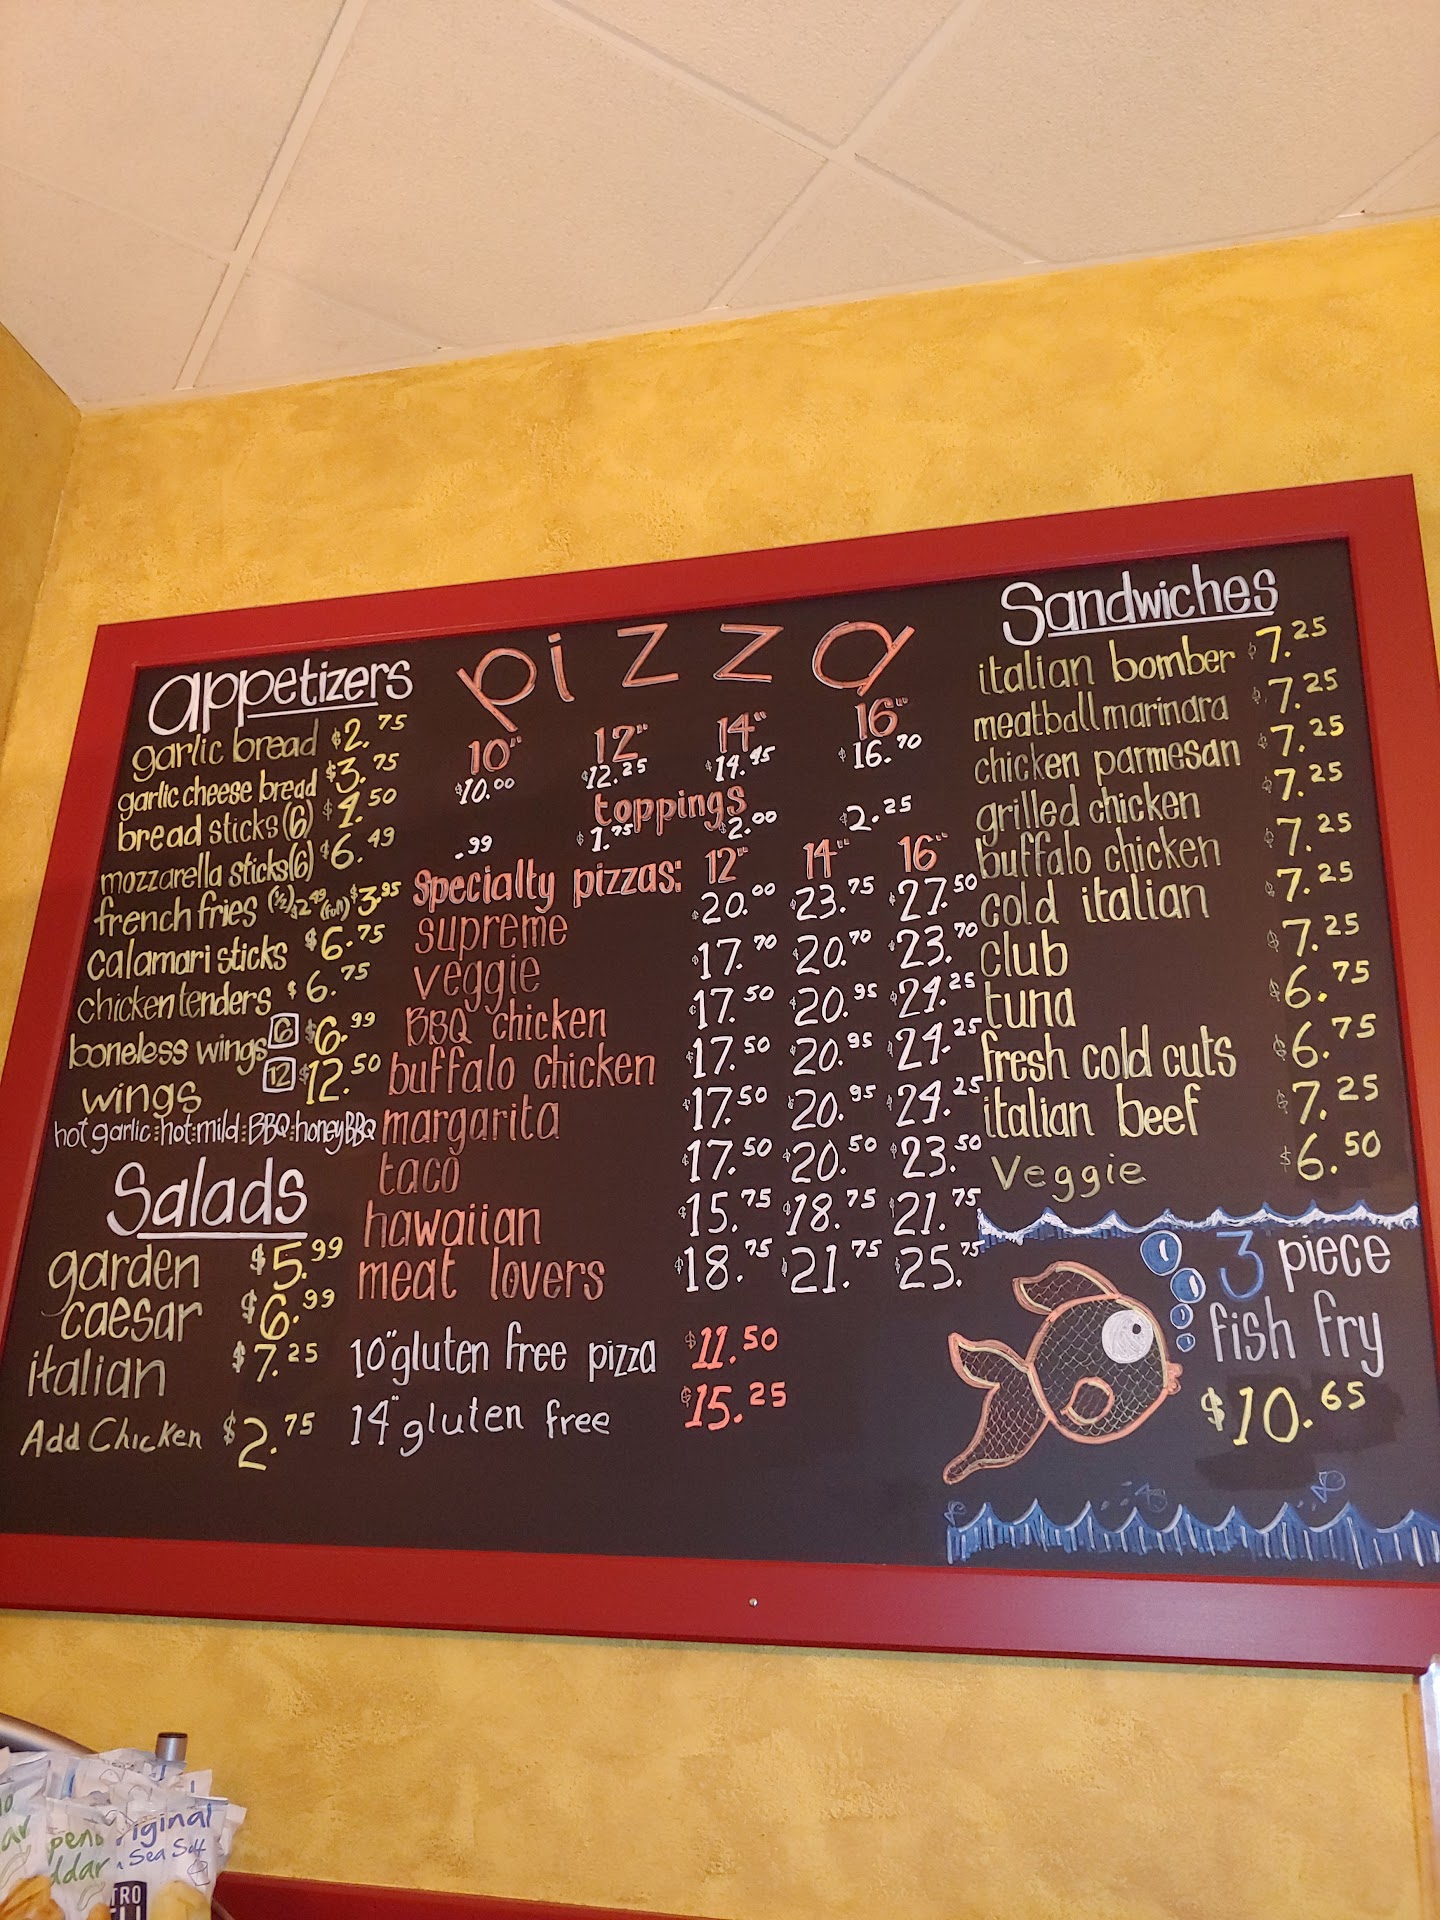 appetizers
garlic bread $2.75
garlic cheese bread $3.75
bread sticks (6) $4.50
mozzarella sticks (6) $6.49
french fries (1/2) $2.49 (full) $3.95
calamari sticks $6.75
chicken tenders $6.75
boneless wings 6 $6.99
wings 12 $12.50
hot garlic:hot:mild:BBQ:honey BBQ
Salads
garden $5.99
caesar $6.99
italian $7.25
Add Chicken $2.75
pizza
10" 12" 14" 16"
$10.00 $12.25 $14.45 $16.70
toppings
.99 $1.75 $2.00 $2.25
Specialty pizzas: 12" 14" 16"
supreme $20.00 $23.75 $27.50
veggie $17.70 $20.70 $23.70
BBQ chicken $17.50 $20.95 $24.25
buffalo chicken $17.50 $20.95 $24.25
margarita $17.50 $20.95 $24.25
taco $17.50 $20.50 $23.50
hawaiian $15.75 $18.75 $21.75
meat lovers $18.75 $21.75 $25.75
10" gluten free pizza $11.50
14" gluten free $15.25
Sandwiches
italian bomber $7.25
meatball marindra $7.25
chicken parmesan $7.25
grilled chicken $7.25
buffalo chicken $7.25
cold italian $7.25
club $7.25
tuna $6.75
fresh cold cuts $6.75
italian beef $7.25
Veggie $6.50
3 piece
fish fry
$10.65
riginal
Sea Salt